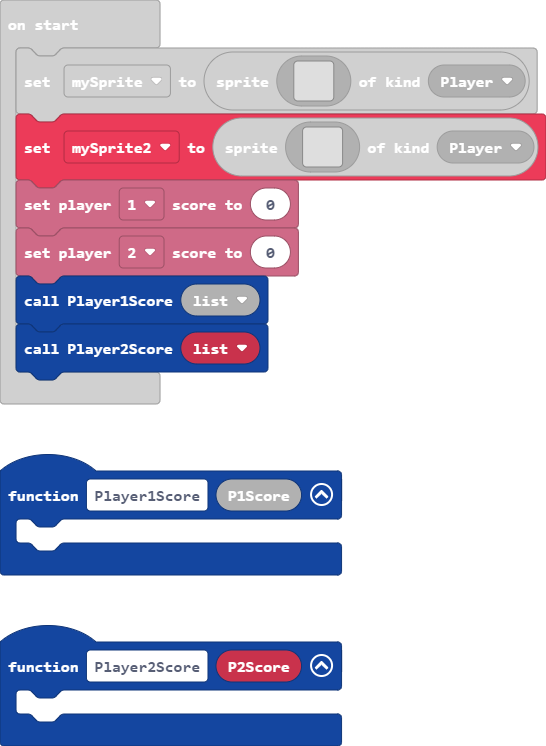 on start
set mySprite to sprite of kind Player
set mySprite2 to sprite of kind Player
set player 1 score to 0
set player 2 score to 0
call Player1Score list
call Player2Score list
function Player1Score P1Score
function Player2Score P2Score